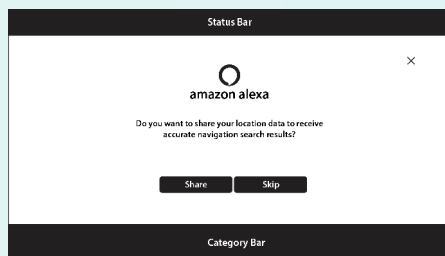 Status Bar
amazon alexa
Do you want to share your location data to receive
accurate navigation search results?
Share Skip
Category Bar